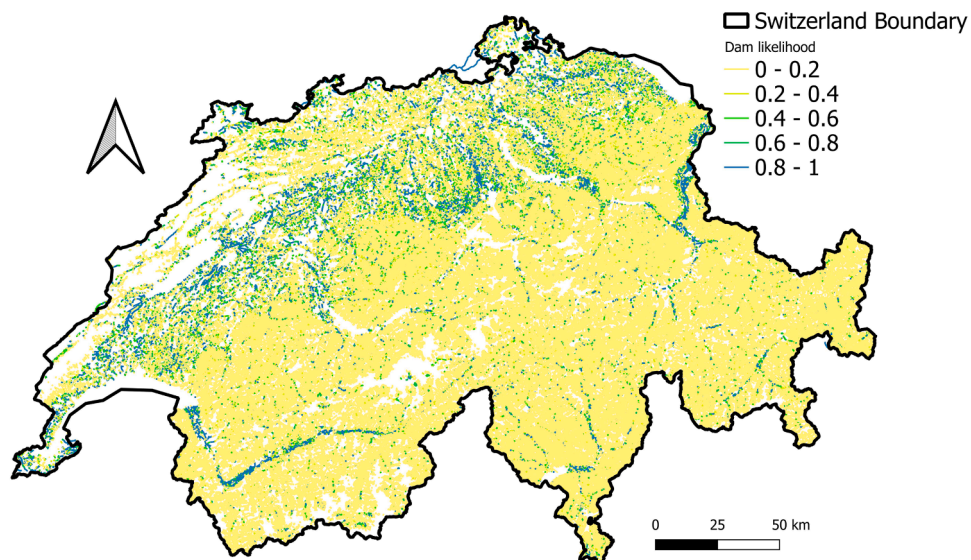 Switzerland Boundary
Dam likelihood
0 - 0.2
0.2 - 0.4
0.4 - 0.6
0.6 - 0.8
0.8 - 1
0 25 50 km